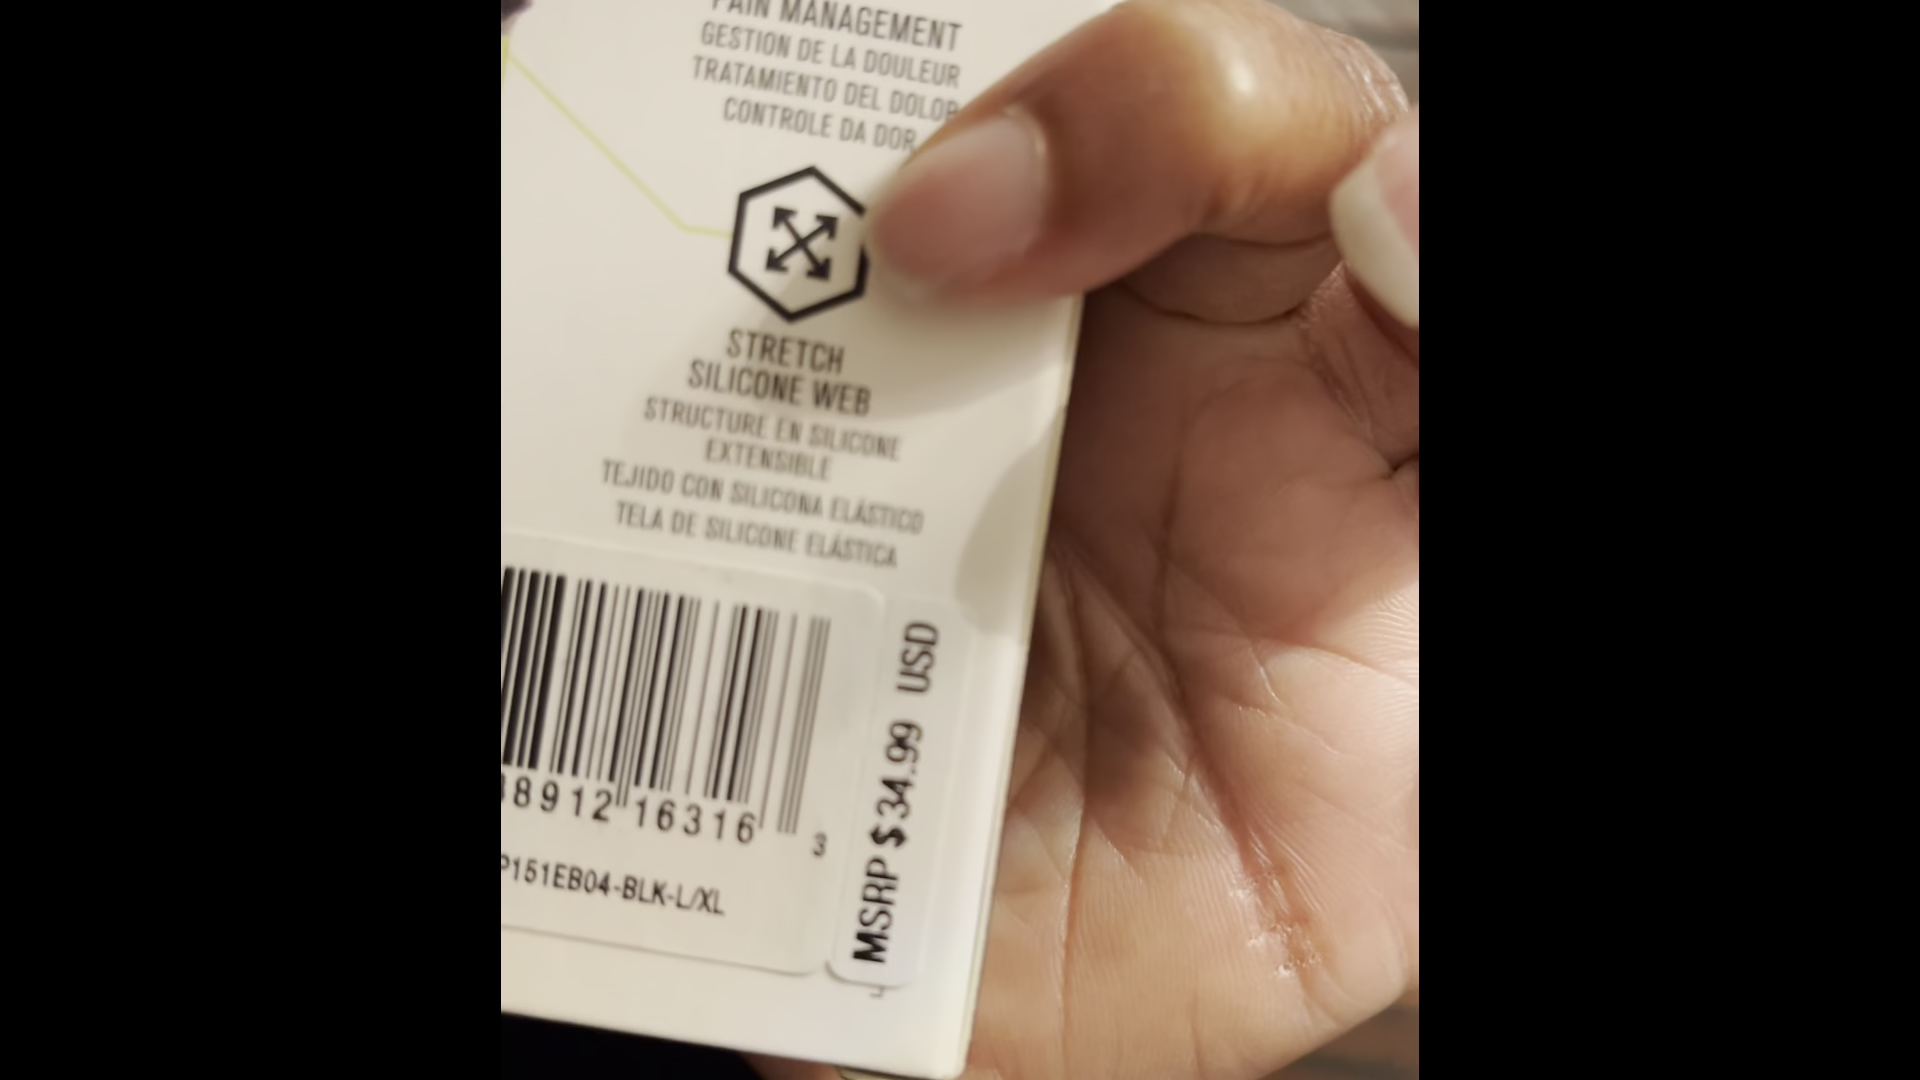 PAIN MANAGEMENT
GESTION DE LA DOULEUR
TRATAMIENTO DEL DOLOR
CONTROLE DA DOR
STRETCH
SILICONE WEB
STRUCTURE EN SILICONE
EXTENSIBLE
TEJIDO CON SILICONA ELÁSTICO
TELA DE SILICONE ELÁSTICA
8912 16316 3
P151EB04-BLK-L/XL
MSRP $34.99 USD